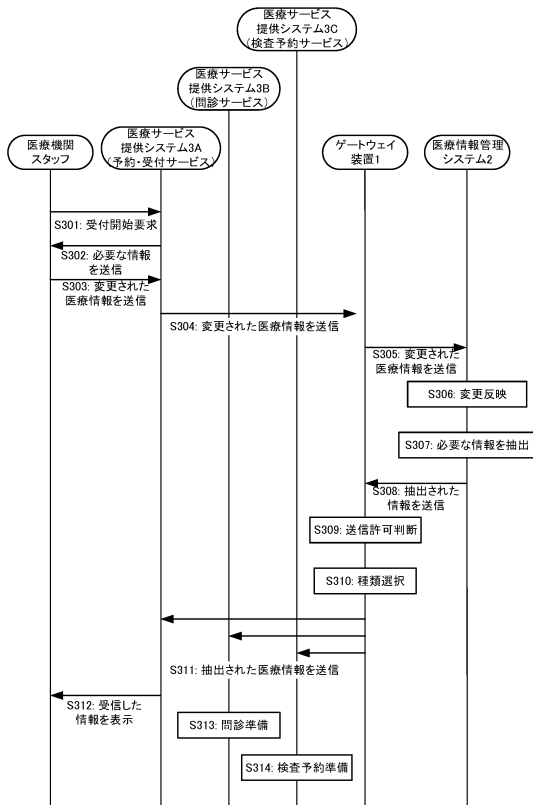 医療サービス
提供システム3C
(検査予約サービス)
医療サービス
提供システム3B
(問診サービス)
医療機関
スタッフ
医療サービス
提供システム3A
(予約・受付サービス)
ゲートウェイ
装置1
医療情報管理
システム2
S301: 受付開始要求
S302: 必要な情報
を送信
S303: 変更された
医療情報を送信
S304: 変更された医療情報を送信
S305: 変更された
医療情報を送信
S306: 変更反映
S307: 必要な情報を抽出
S308: 抽出された
情報を送信
S309: 送信許可判断
S310: 種類選択
S311: 抽出された医療情報を送信
S312: 受信した
情報を表示
S313: 問診準備
S314: 検査予約準備